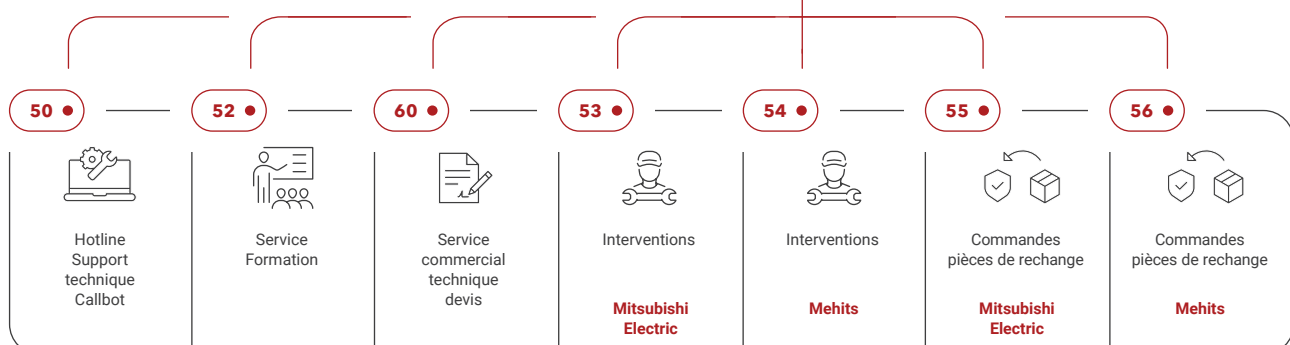 50
52
60
53
54
55
56
Hotline
Support
technique
Callbot
Service
Formation
Service
commercial
technique
devis
Interventions
Mitsubishi
Electric
Interventions
Mehits
Commandes
pièces de rechange
Mitsubishi
Electric
Commandes
pièces de rechange
Mehits